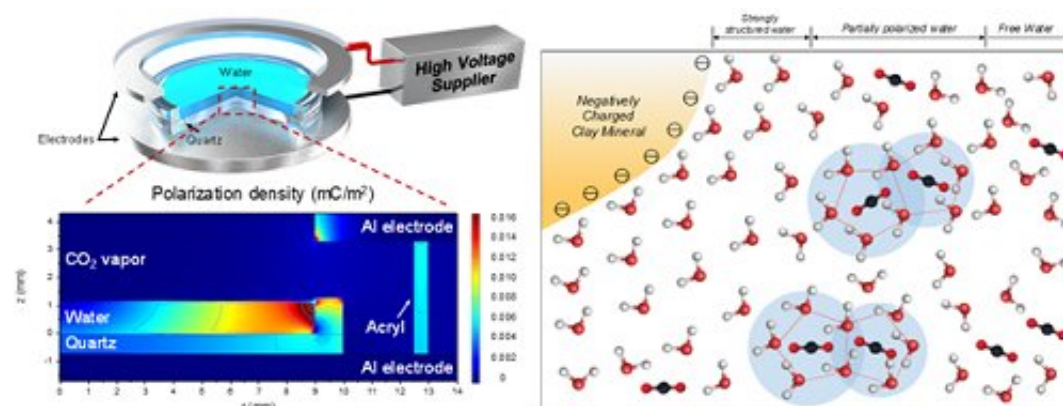 Water
High Voltage
Supplier
Electrodes
Quartz
Polarization density (mC/m²)
Al electrode
CO₂ vapor
Water
Quartz
Acryl
Al electrode
z (mm)
4
3
2
1
0
-1
0 1 2 3 4 5 6 7 8 9 10 11 12 13 14
0.016
0.014
0.012
0.010
0.008
0.006
0.004
0.002
0
Strongly
structured water
Partially polarized water
Free Water
Negatively
Charged
Clay Mineral